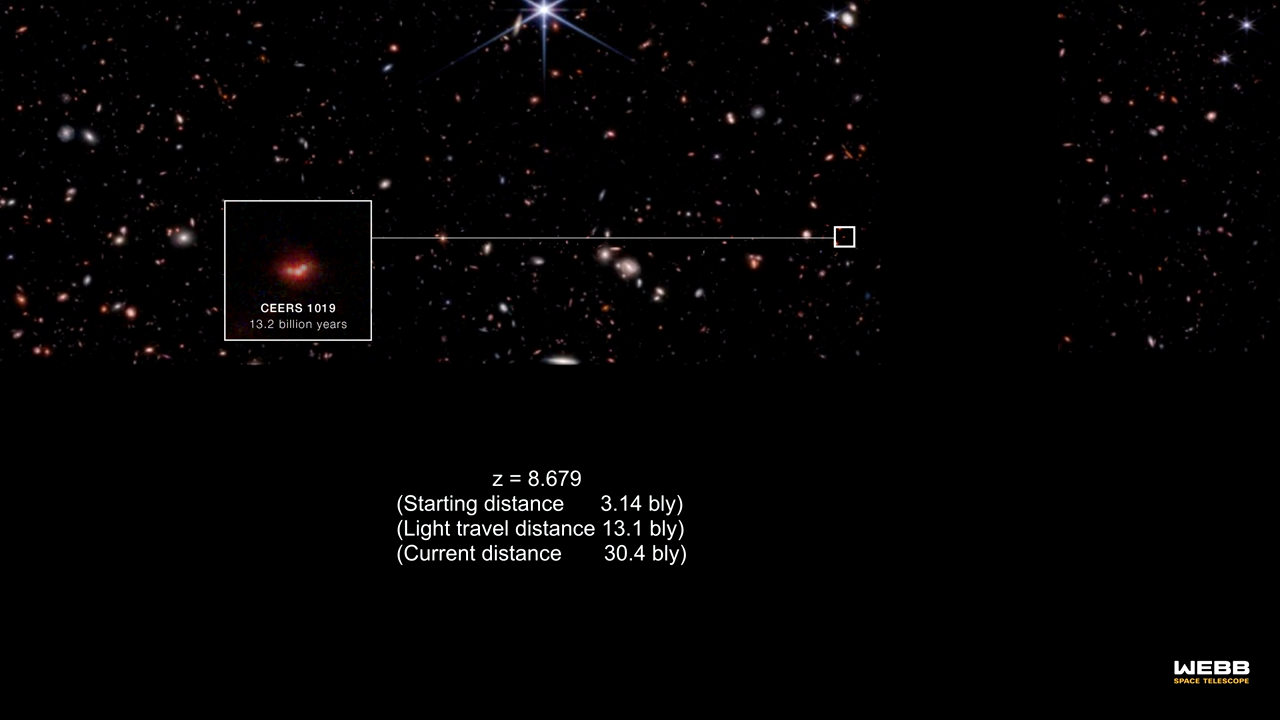 CEERS 1019
13.2 billion years
z = 8.679
(Starting distance 3.14 bly)
(Light travel distance 13.1 bly)
(Current distance 30.4 bly)
WEBB
SPACE TELESCOPE